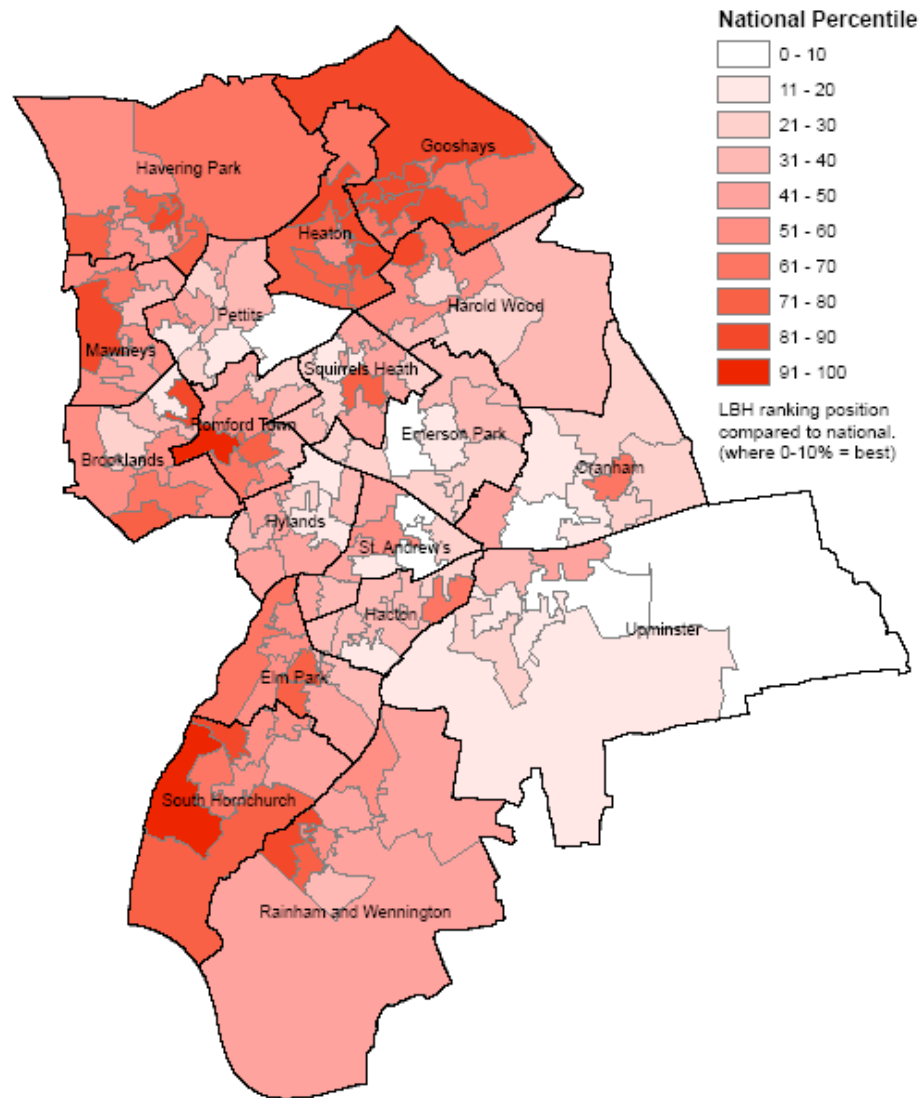 National Percentile
0 - 10
11 - 20
21 - 30
31 - 40
41 - 50
51 - 60
61 - 70
71 - 80
81 - 90
91 - 100
LBH ranking position
compared to national.
(where 0-10% = best)
Gooshays
Havering Park
Heaton
Harold Wood
Pettits
Mawneys
Squirrels Heath
Romford Town
Emerson Park
Brooklands
Cranham
Hylands
St. Andrew's
Hacton
Upminster
Elm Park
South Hornchurch
Rainham and Wennington